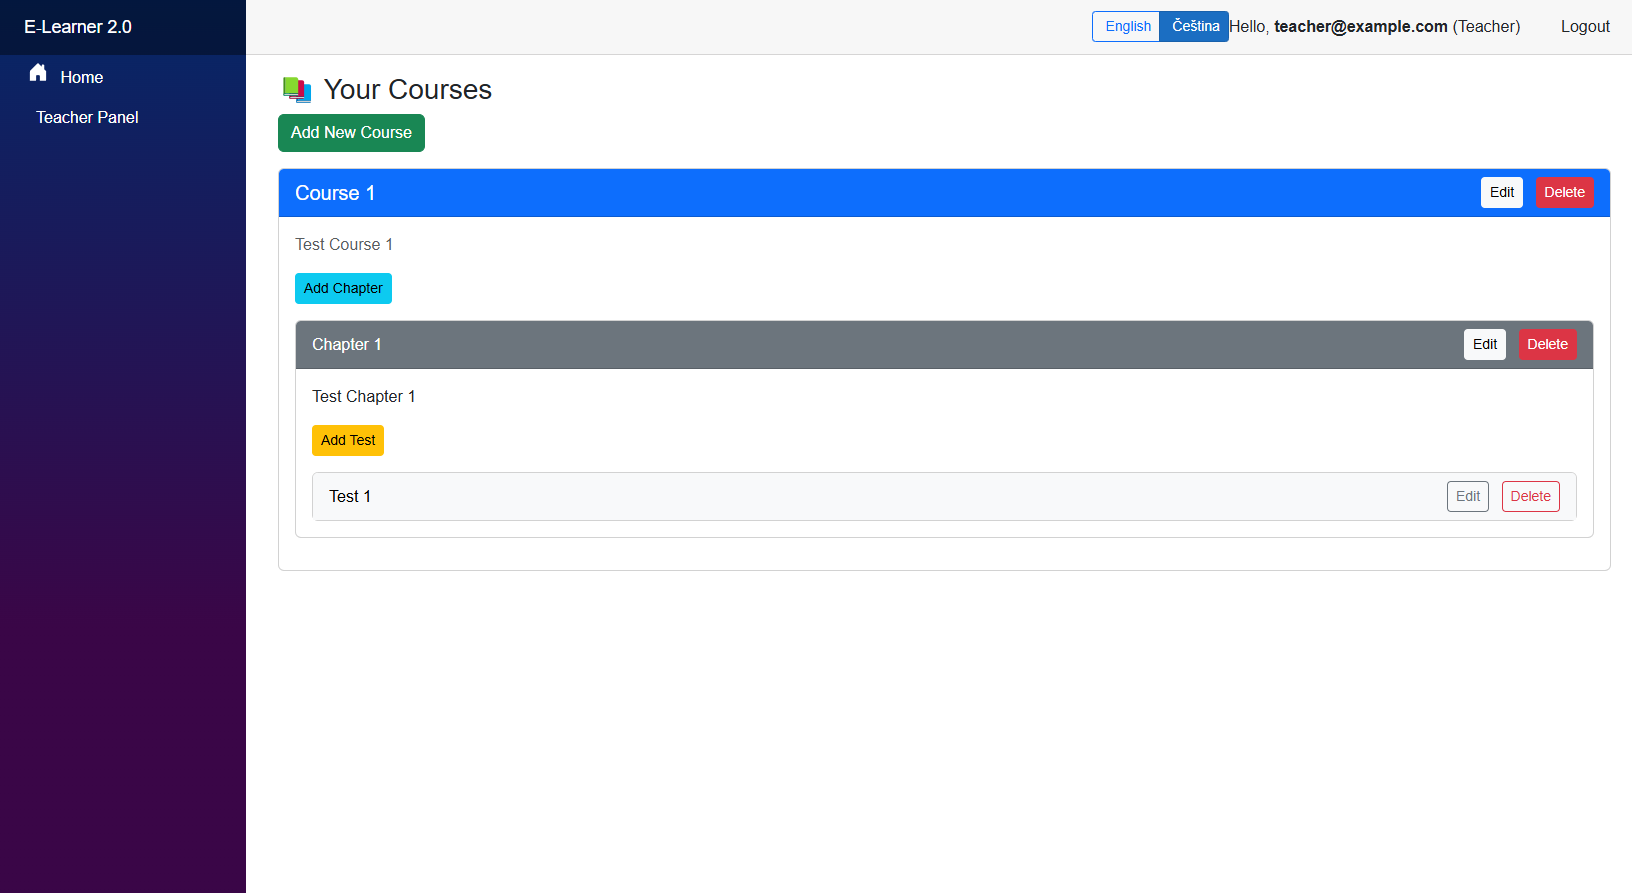 E-Learner 2.0
English Čeština Hello, teacher@example.com (Teacher) Logout
Home
Teacher Panel
Your Courses
Add New Course
Course 1 Edit Delete
Test Course 1
Add Chapter
Chapter 1 Edit Delete
Test Chapter 1
Add Test
Test 1 Edit Delete